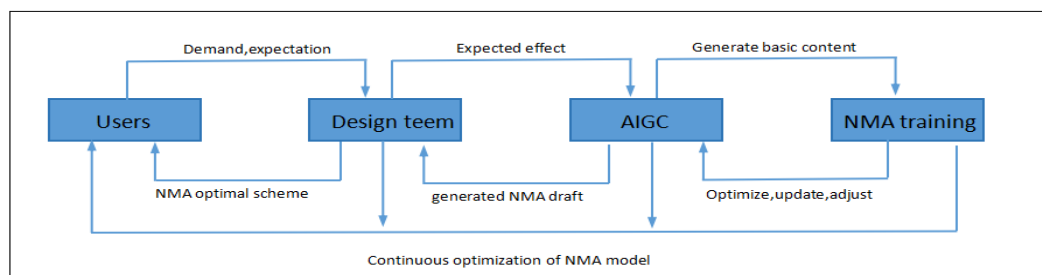 Demand,expectation
Expected effect
Generate basic content
Users
Design teem
AIGC
NMA training
NMA optimal scheme
generated NMA draft
Optimize,update,adjust
Continuous optimization of NMA model